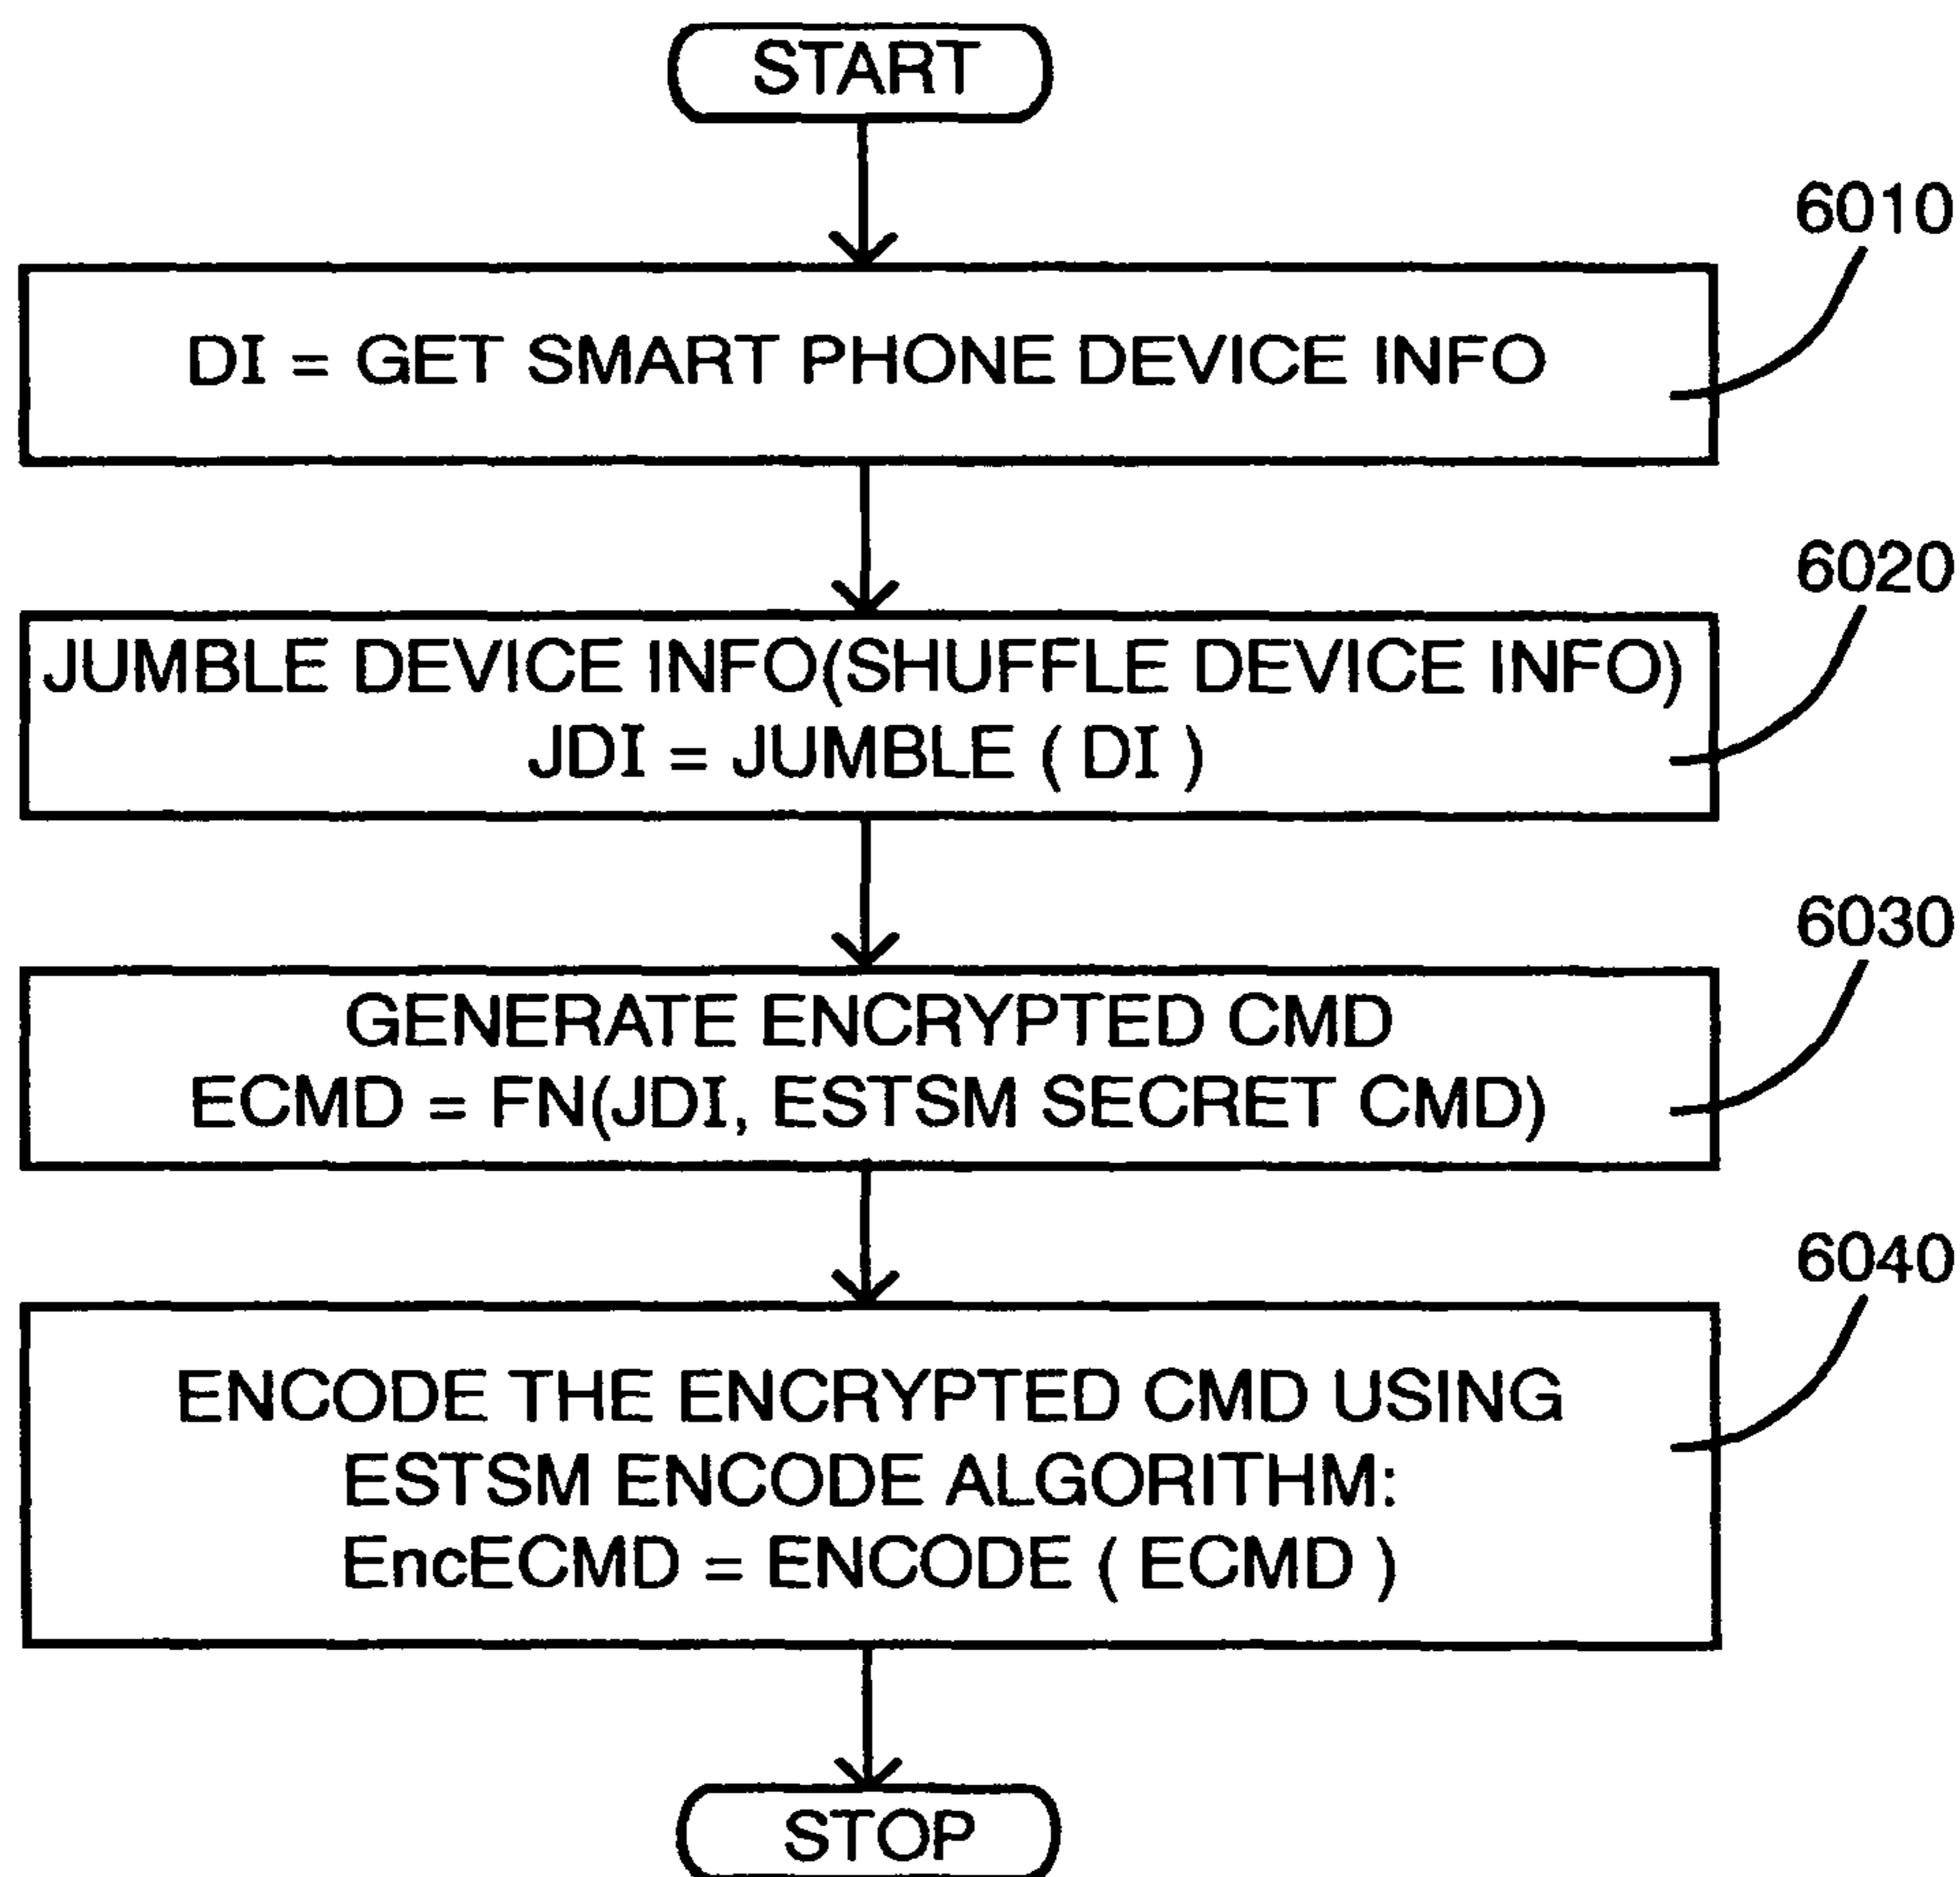 START
6010
DI = GET SMART PHONE DEVICE INFO
6020
JUMBLE DEVICE INFO(SHUFFLE DEVICE INFO)
JDI = JUMBLE ( DI )
6030
GENERATE ENCRYPTED CMD
ECMD = FN(JDI, ESTSM SECRET CMD)
6040
ENCODE THE ENCRYPTED CMD USING
ESTSM ENCODE ALGORITHM:
EncECMD = ENCODE ( ECMD )
STOP